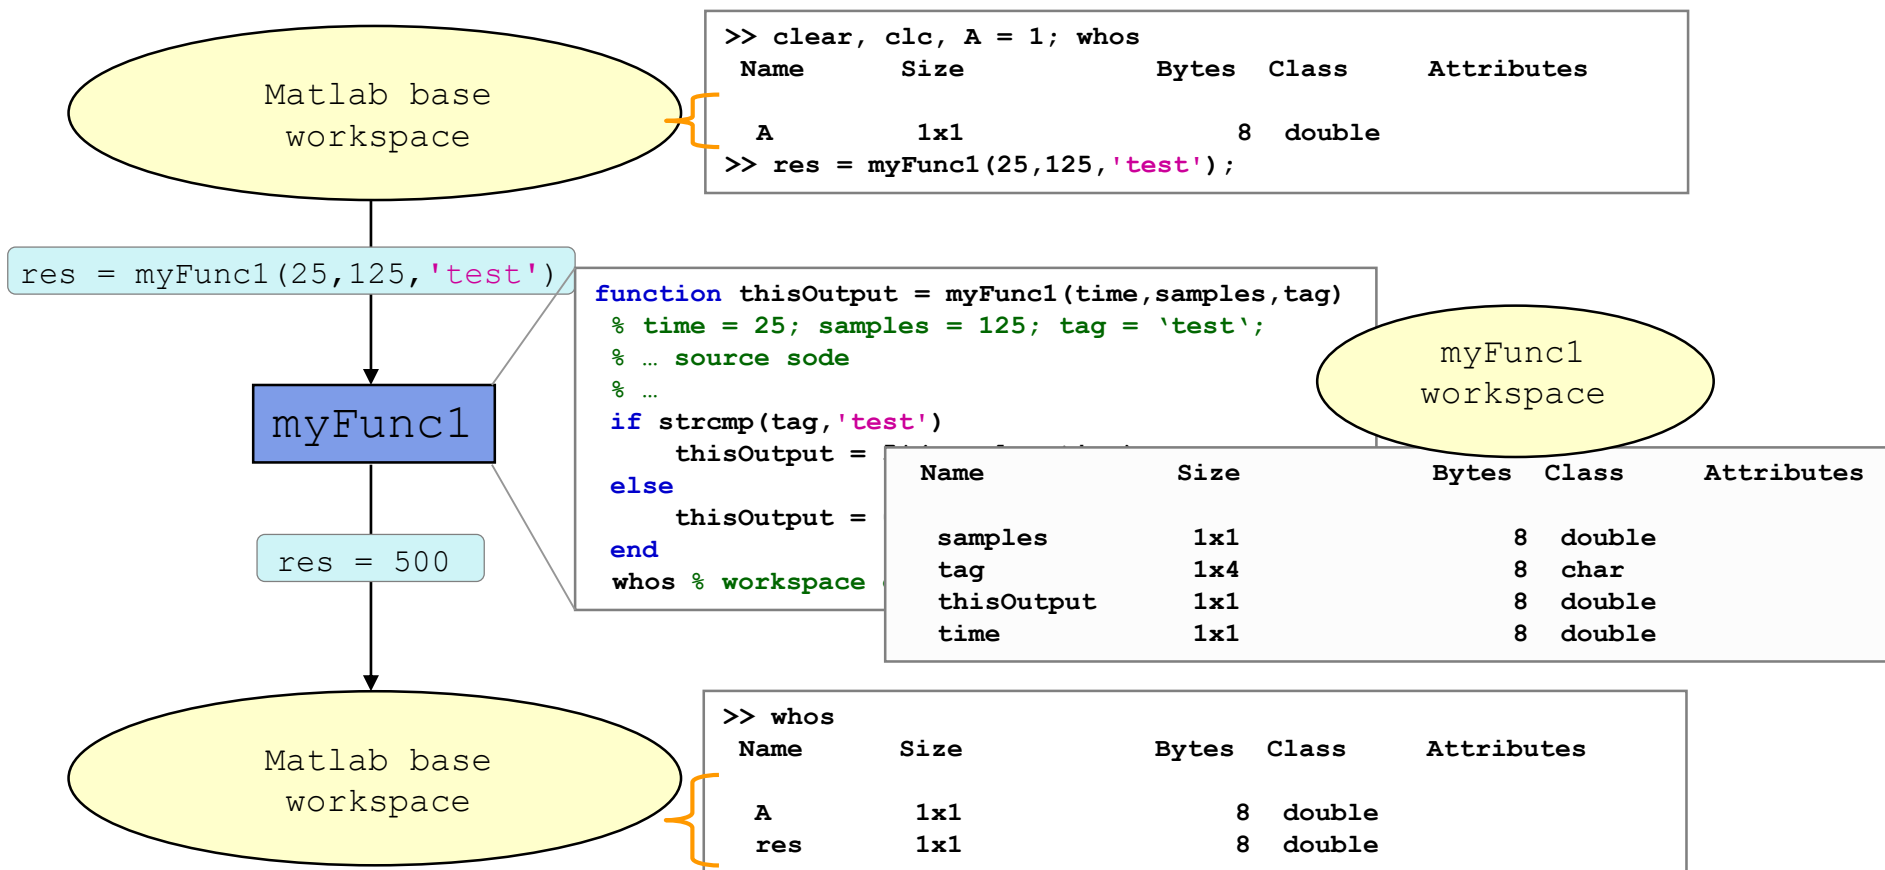 Matlab base
workspace
>> clear, clc, A = 1; whos
Name Size Bytes Class Attributes
A 1x1 8 double
>> res = myFunc1(25,125,'test');
res = myFunc1(25,125,'test')
function thisOutput = myFunc1(time,samples,tag)
% time = 25; samples = 125; tag = ‘test‘;
% … source sode
% …
if strcmp(tag,'test')
thisOutput =
else
thisOutput =
end
whos % workspace
myFunc1
myFunc1
workspace
Name Size Bytes Class Attributes
samples 1x1 8 double
tag 1x4 8 char
thisOutput 1x1 8 double
time 1x1 8 double
res = 500
Matlab base
workspace
>> whos
Name Size Bytes Class Attributes
A 1x1 8 double
res 1x1 8 double